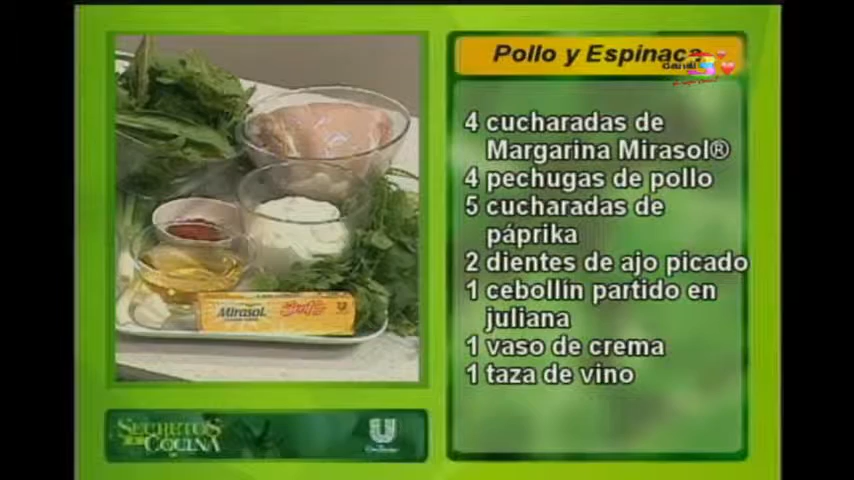 Pollo y Espinaca
4 cucharadas de
Margarina Mirasol®
4 pechugas de pollo
5 cucharadas de
páprika
2 dientes de ajo picado
1 cebollín partido en
juliana
1 vaso de crema
1 taza de vino
Mirasol
SECRETOS
DE COCINA